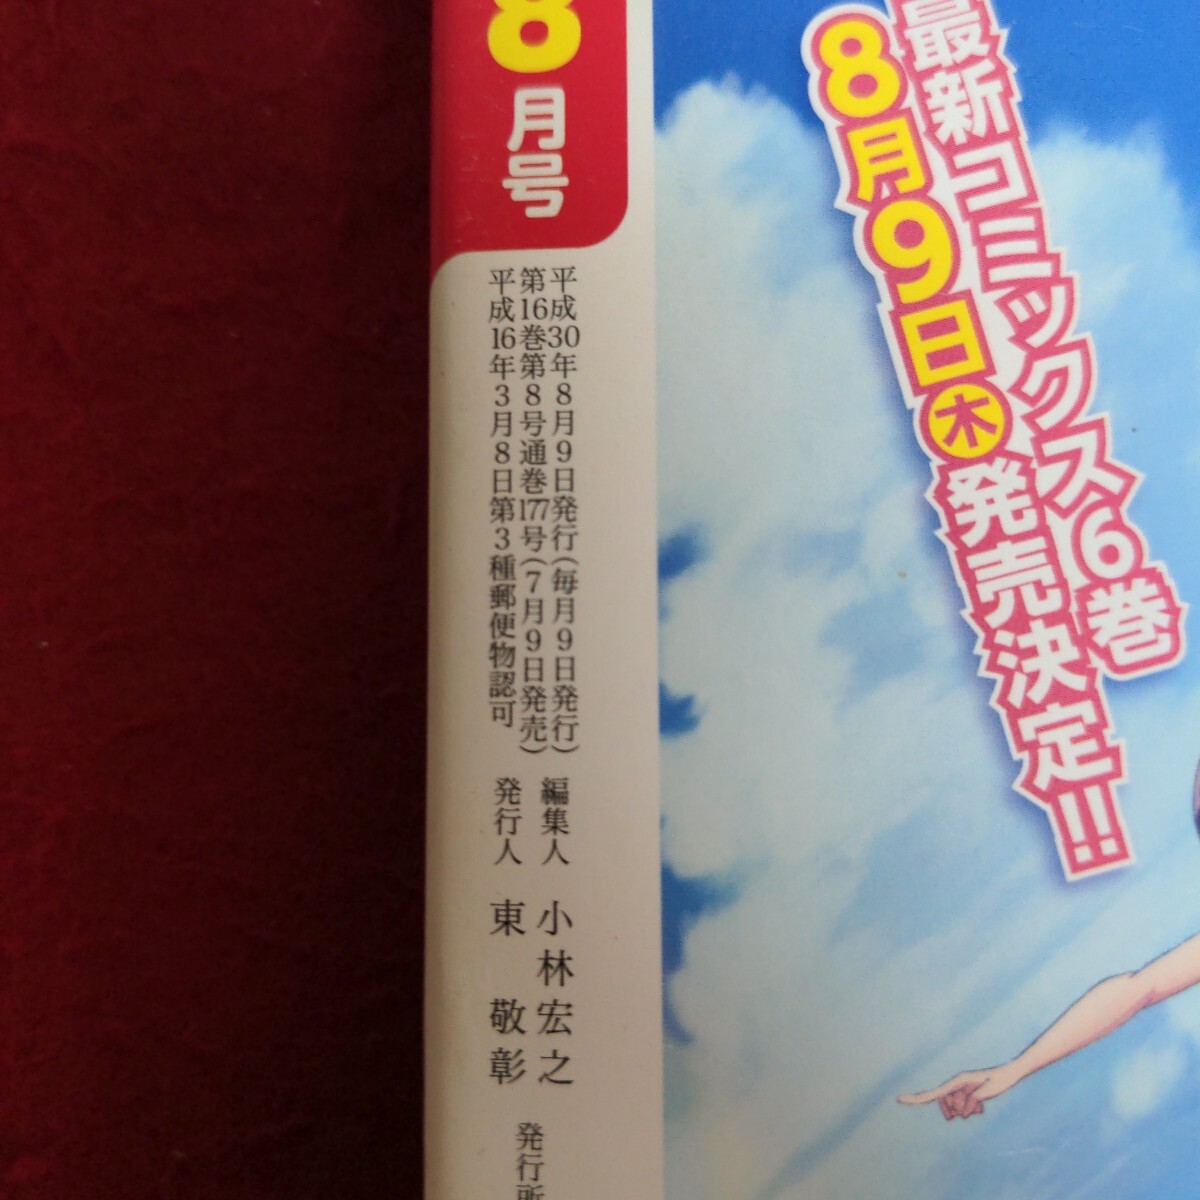 8月号
平成30年8月9日発行(毎月9日発行)
第16巻第8号通巻177号(7月9日発売)
平成16年3月8日第3種郵便物認可
編集人 小林宏之
発行人 東 敬彰
発行所
最新コミックス6巻
8月9日木発売決定!!!